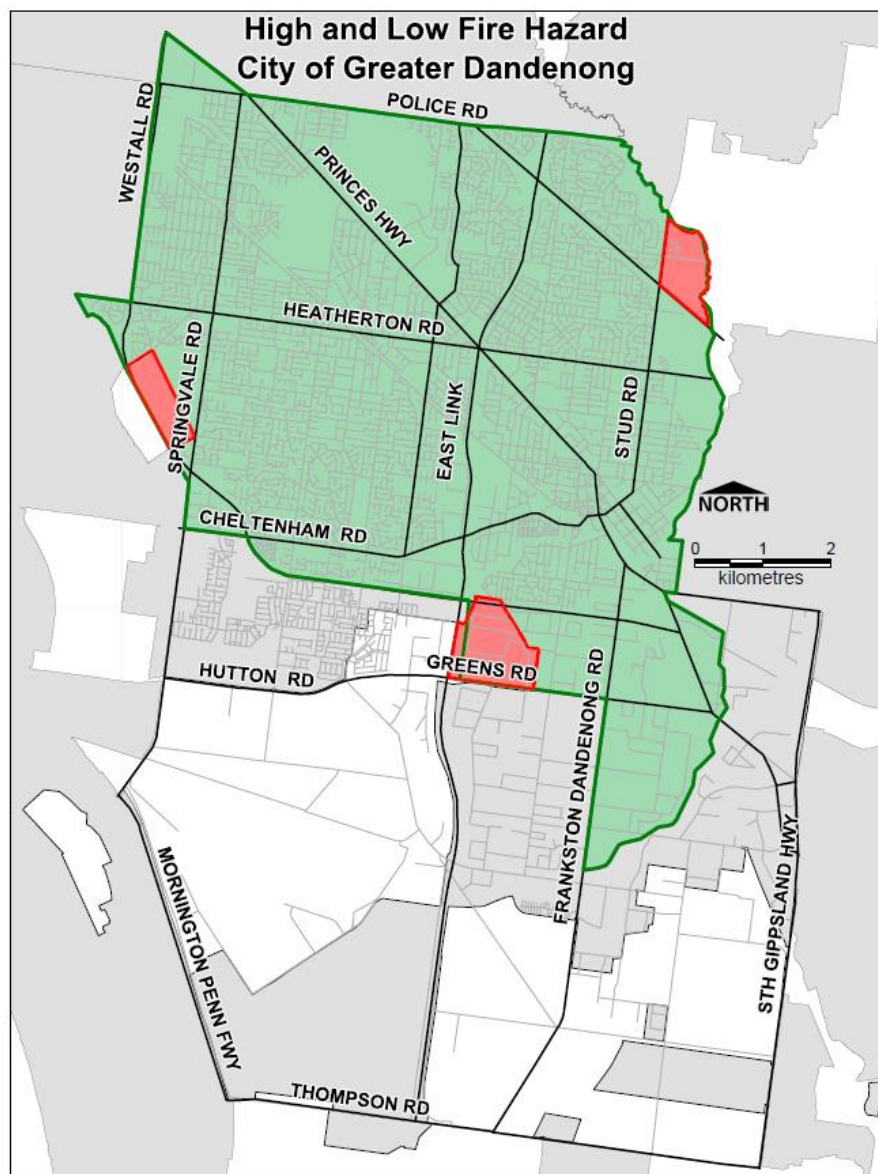 High and Low Fire Hazard
City of Greater Dandenong
POLICE RD
WESTALL RD
PRINCES HWY
HEATHERTON RD
SPRINGVALE RD
EAST LINK
STUD RD
NORTH
CHELTENHAM RD
0 1 2
kilometres
GREENS RD
HUTTON RD
FRANKSTON DANDENONG RD
MORNINGTON PENN FWY
STH GIPPSLAND HWY
THOMPSON RD